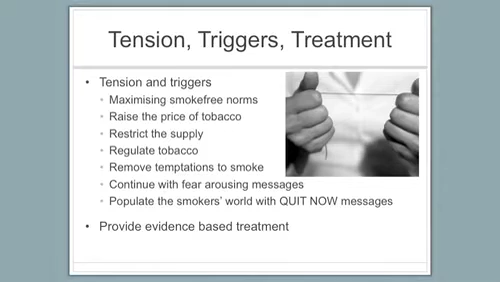 Tension, Triggers, Treatment
• Tension and triggers
• Maximising smokefree norms
• Raise the price of tobacco
• Restrict the supply
• Regulate tobacco
• Remove temptations to smoke
• Continue with fear arousing messages
• Populate the smokers' world with QUIT NOW messages
• Provide evidence based treatment